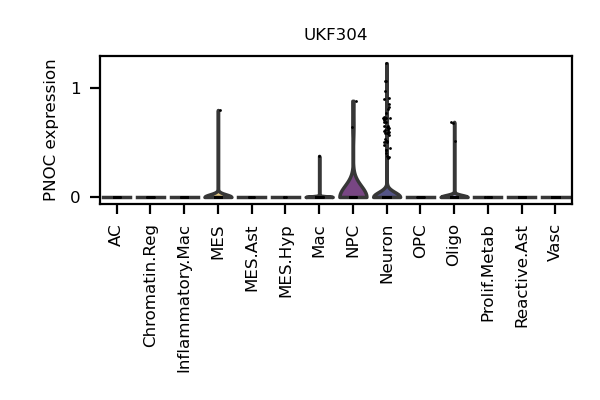 UKF304
PNOC expression
1
0
AC
Chromatin.Reg
Inflammatory.Mac
MES
MES.Ast
MES.Hyp
Mac
NPC
Neuron
OPC
Oligo
Prolif.Metab
Reactive.Ast
Vasc